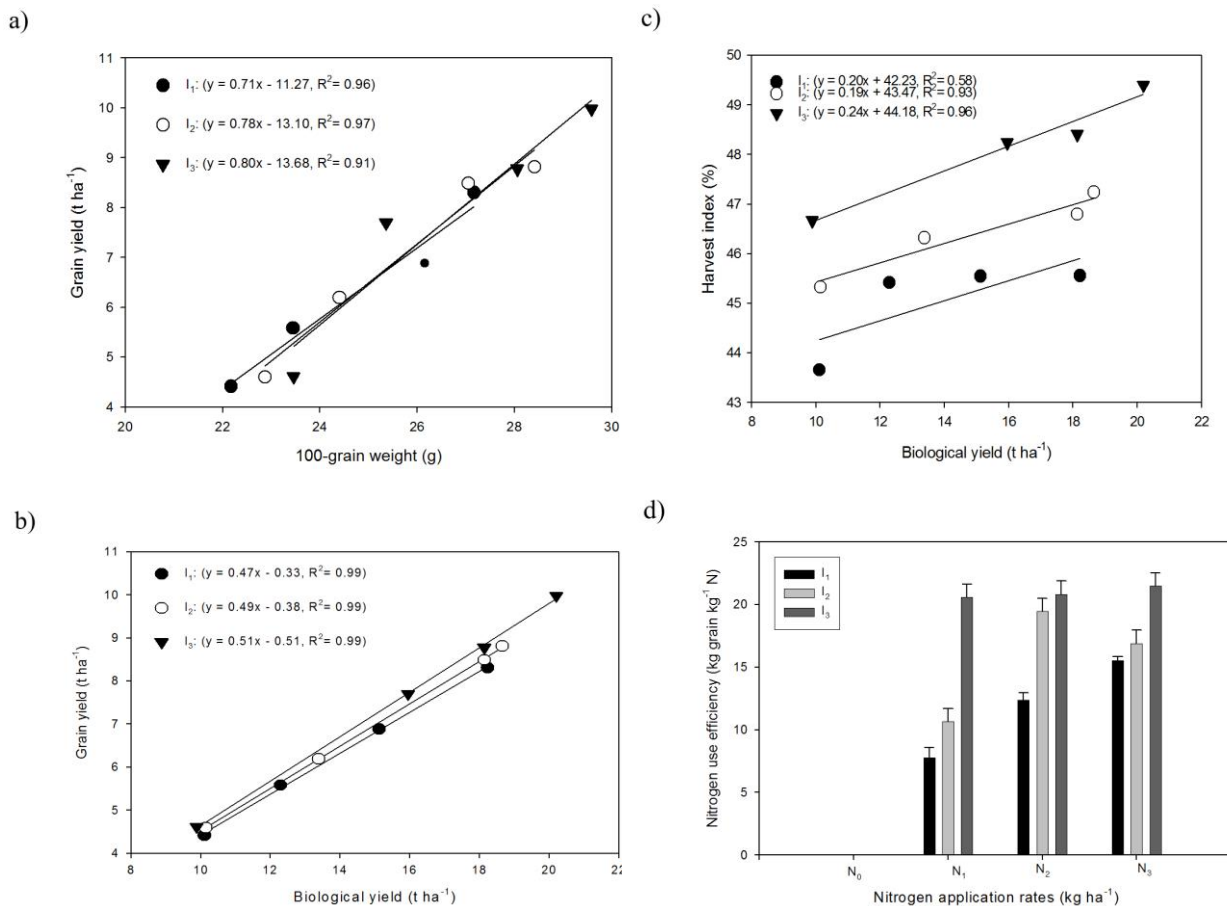 a)
11
10
9
8
7
6
5
4
Grain yield (t ha⁻¹)
I₁: (y = 0.71x - 11.27, R²= 0.96)
I₂: (y = 0.78x - 13.10, R²= 0.97)
I₃: (y = 0.80x - 13.68, R²= 0.91)
20 22 24 26 28 30
100-grain weight (g)
c)
50
49
48
47
46
45
44
43
Harvest index (%)
I₁: (y = 0.20x + 42.23, R²= 0.58)
I₂: (y = 0.19x + 43.47, R²= 0.93)
I₃: (y = 0.24x + 44.18, R²= 0.96)
8 10 12 14 16 18 20 22
Biological yield (t ha⁻¹)
b)
11
10
9
8
7
6
5
4
Grain yield (t ha⁻¹)
I₁: (y = 0.47x - 0.33, R²= 0.99)
I₂: (y = 0.49x - 0.38, R²= 0.99)
I₃: (y = 0.51x - 0.51, R²= 0.99)
8 10 12 14 16 18 20 22
Biological yield (t ha⁻¹)
d)
25
20
15
10
5
0
Nitrogen use efficiency (kg grain kg⁻¹ N)
I₁
I₂
I₃
N₀ N₁ N₂ N₃
Nitrogen application rates (kg ha⁻¹)